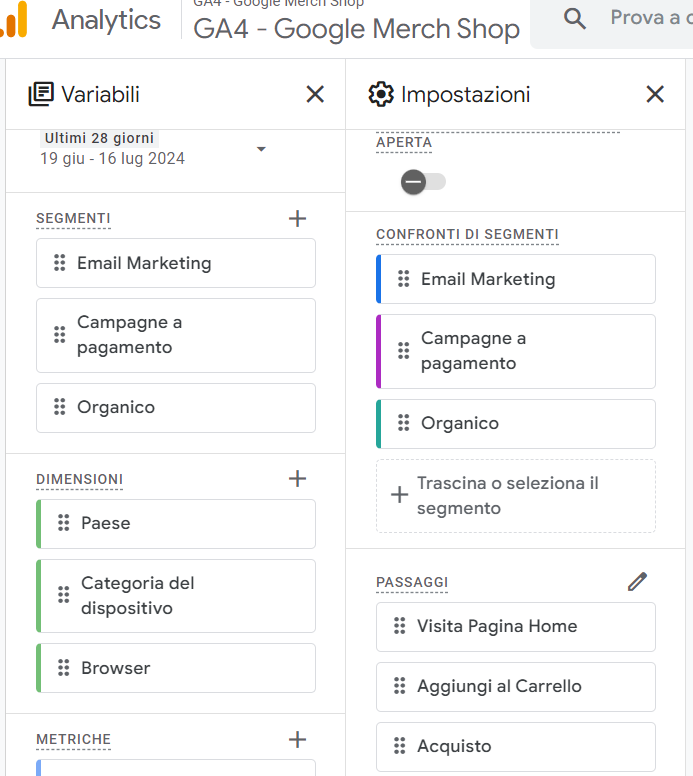 GA4 - Google Merch Shop
Analytics
GA4 - Google Merch Shop
Prova a c
Variabili
Ultimi 28 giorni
19 giu - 16 lug 2024
SEGMENTI
Email Marketing
Campagne a
pagamento
Organico
DIMENSIONI
Paese
Categoria del
dispositivo
Browser
METRICHE
Impostazioni
APERTA
CONFRONTI DI SEGMENTI
Email Marketing
Campagne a
pagamento
Organico
Trascina o seleziona il
segmento
PASSAGGI
Visita Pagina Home
Aggiungi al Carrello
Acquisto